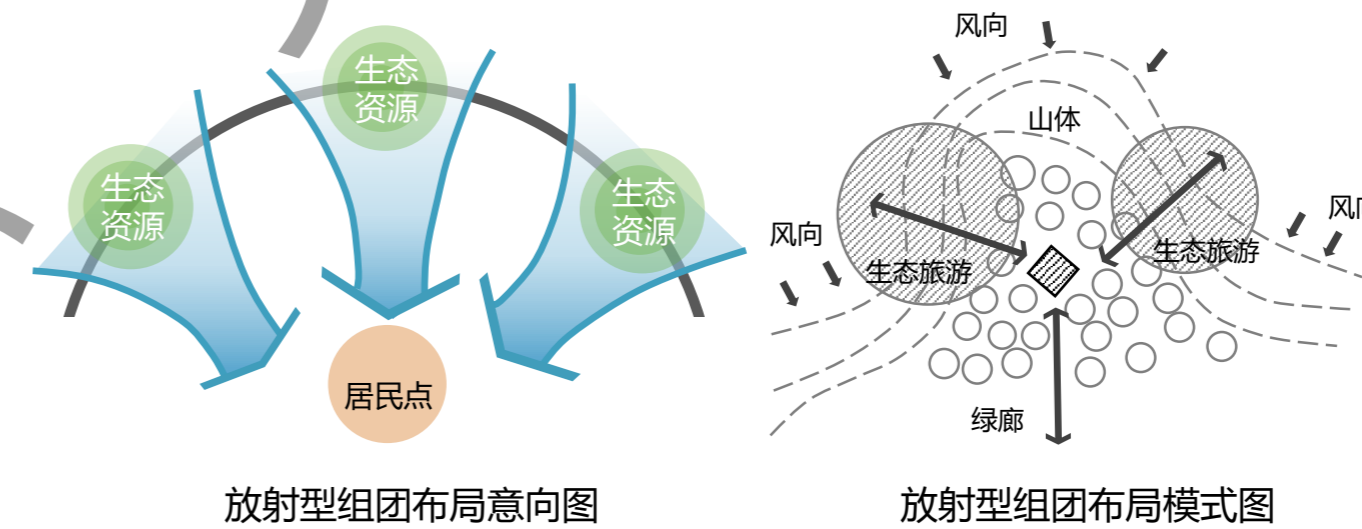 生态
资源
生态
资源
生态
资源
居民点
放射型组团布局意向图
风向
山体
风向
风
生态旅游
生态旅游
绿廊
放射型组团布局模式图